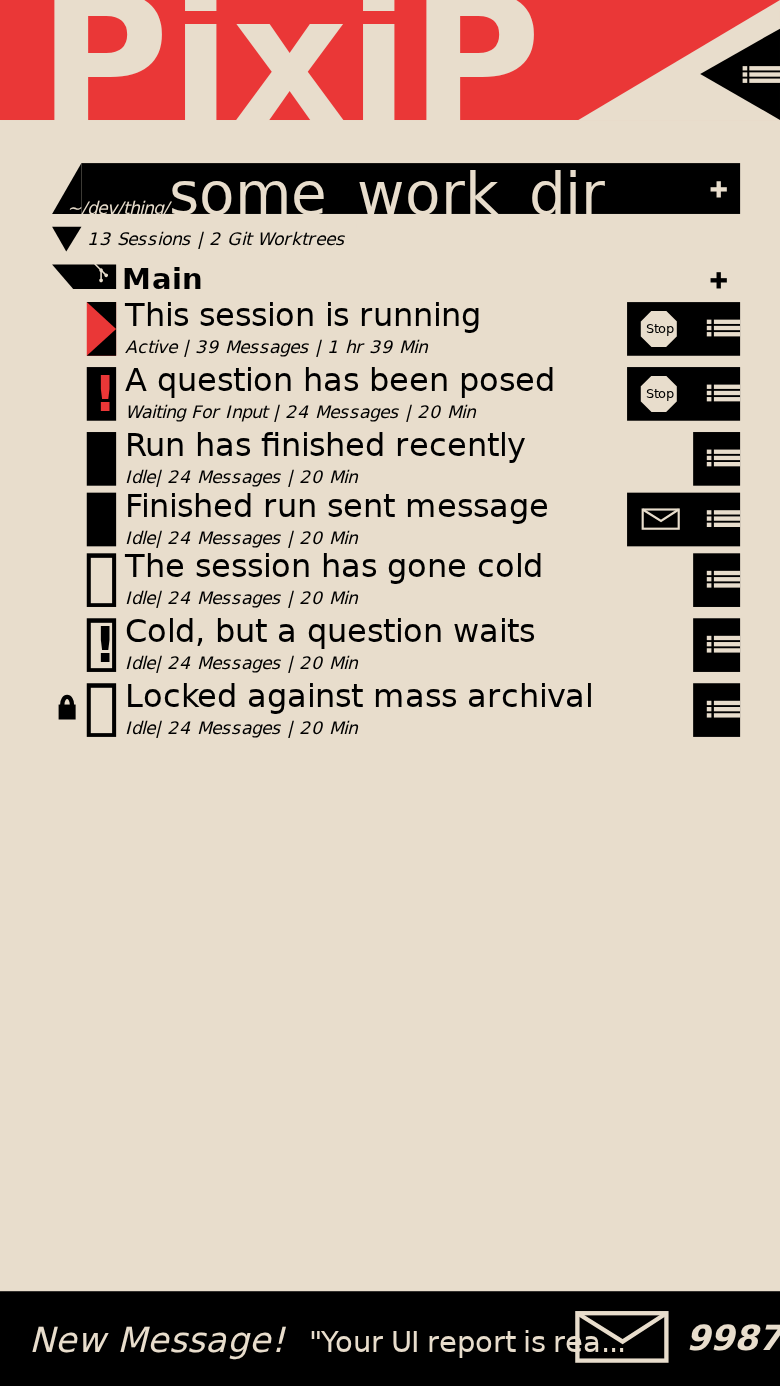 PixiP
~/dev/thing/some_work_dir +
13 Sessions | 2 Git Worktrees
Main +
This session is running
Active | 39 Messages | 1 hr 39 Min
Stop
A question has been posed
Waiting For Input | 24 Messages | 20 Min
Stop
Run has finished recently
Idle| 24 Messages | 20 Min
Finished run sent message
Idle| 24 Messages | 20 Min
The session has gone cold
Idle| 24 Messages | 20 Min
Cold, but a question waits
Idle| 24 Messages | 20 Min
Locked against mass archival
Idle| 24 Messages | 20 Min
New Message! "Your UI report is rea... 9987